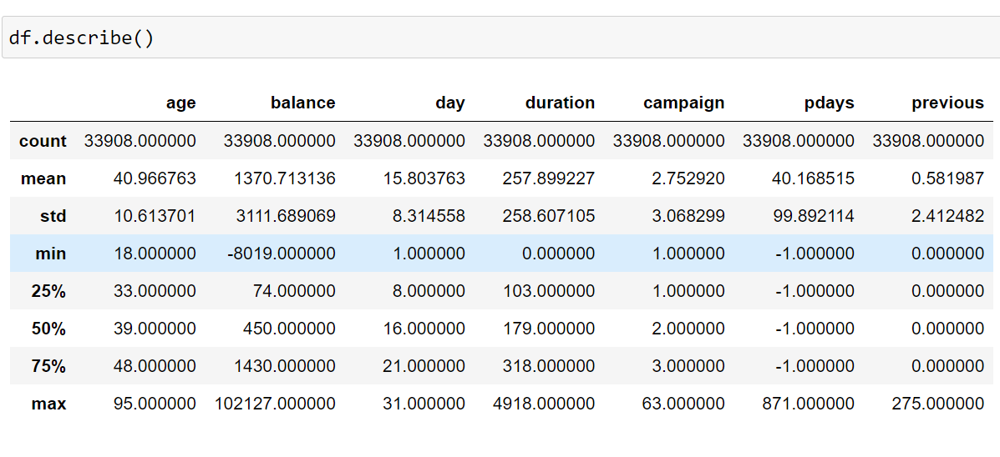 df.describe()
age balance day duration campaign pdays previous
count 33908.000000 33908.000000 33908.000000 33908.000000 33908.000000 33908.000000 33908.000000
mean 40.966763 1370.713136 15.803763 257.899227 2.752920 40.168515 0.581987
std 10.613701 3111.689069 8.314558 258.607105 3.068299 99.892114 2.412482
min 18.000000 -8019.000000 1.000000 0.000000 1.000000 -1.000000 0.000000
25% 33.000000 74.000000 8.000000 103.000000 1.000000 -1.000000 0.000000
50% 39.000000 450.000000 16.000000 179.000000 2.000000 -1.000000 0.000000
75% 48.000000 1430.000000 21.000000 318.000000 3.000000 -1.000000 0.000000
max 95.000000 102127.000000 31.000000 4918.000000 63.000000 871.000000 275.000000